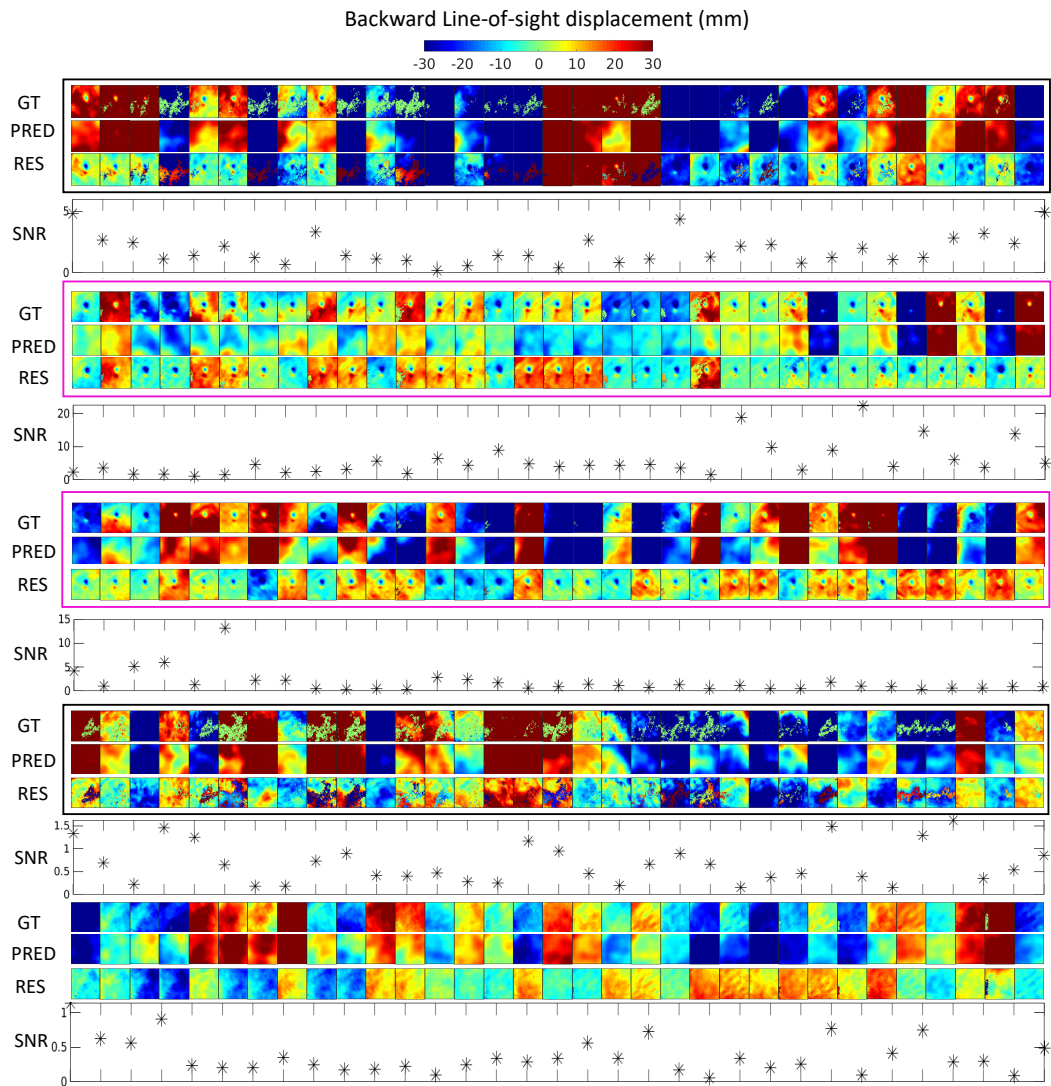 Backward Line-of-sight displacement (mm)
-30 -20 -10 0 10 20 30
GT
PRED
RES
5
SNR
0
GT
PRED
RES
20
SNR
10
0
GT
PRED
RES
15
10
SNR
5
0
GT
PRED
RES
1.5
1
SNR
0.5
0
GT
PRED
RES
1
SNR
0.5
0